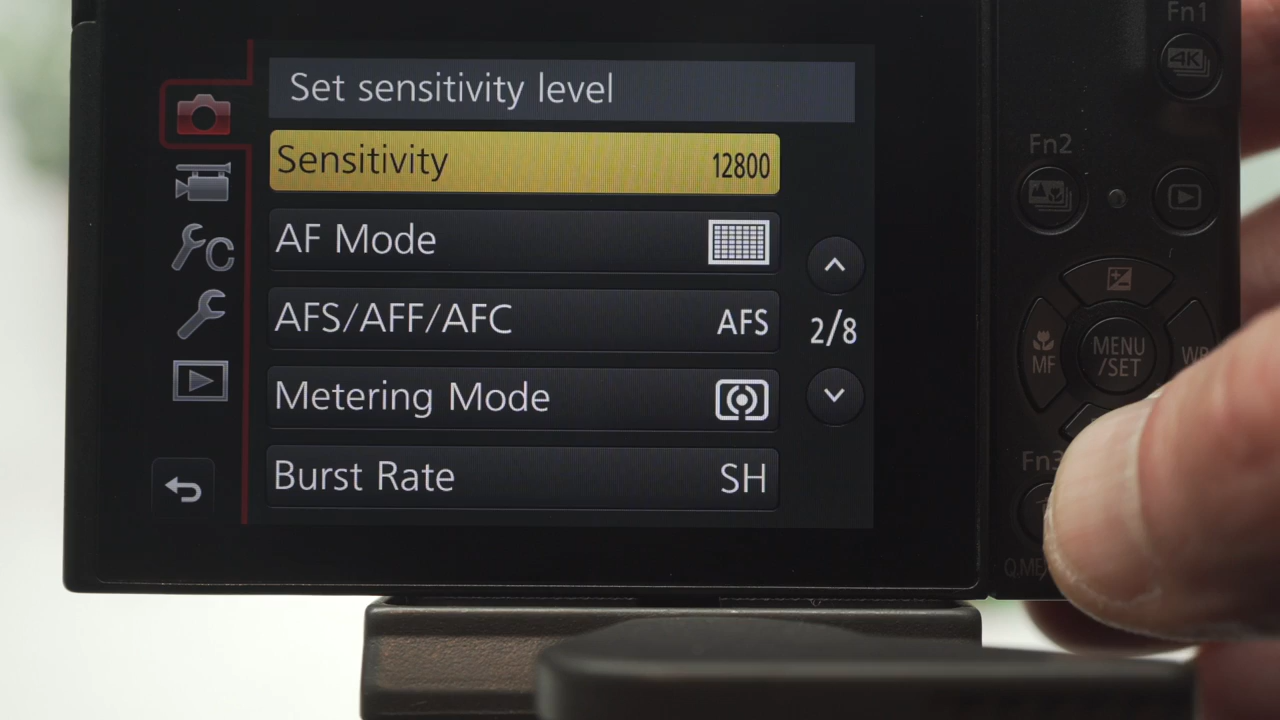 Set sensitivity level
Sensitivity 12800
AF Mode
AFS/AFF/AFC AFS
2/8
Metering Mode
Burst Rate SH
Fn1
4K
Fn2
MF
MENU
/SET
Fn3